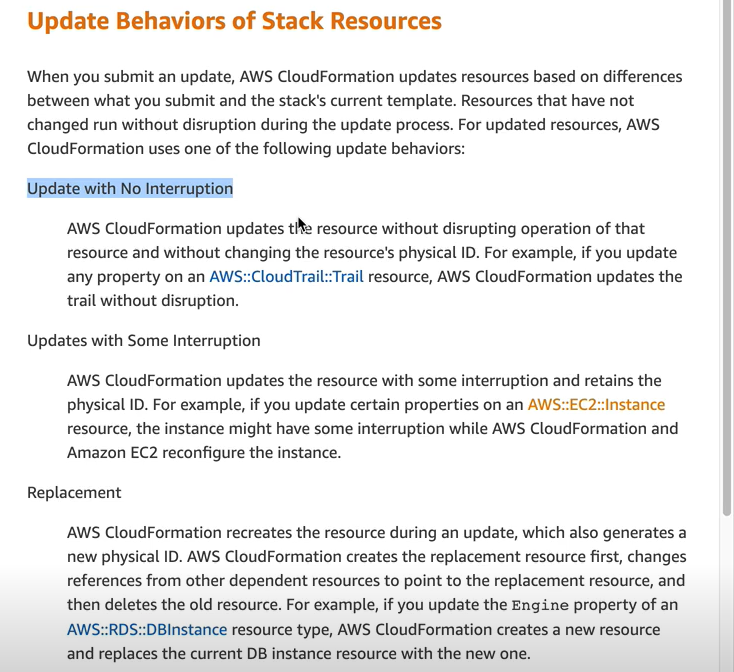 Update Behaviors of Stack Resources
When you submit an update, AWS CloudFormation updates resources based on differences
between what you submit and the stack's current template. Resources that have not
changed run without disruption during the update process. For updated resources, AWS
CloudFormation uses one of the following update behaviors:
Update with No Interruption
AWS CloudFormation updates the resource without disrupting operation of that
resource and without changing the resource's physical ID. For example, if you update
any property on an AWS::CloudTrail::Trail resource, AWS CloudFormation updates the
trail without disruption.
Updates with Some Interruption
AWS CloudFormation updates the resource with some interruption and retains the
physical ID. For example, if you update certain properties on an AWS::EC2::Instance
resource, the instance might have some interruption while AWS CloudFormation and
Amazon EC2 reconfigure the instance.
Replacement
AWS CloudFormation recreates the resource during an update, which also generates a
new physical ID. AWS CloudFormation creates the replacement resource first, changes
references from other dependent resources to point to the replacement resource, and
then deletes the old resource. For example, if you update the Engine property of an
AWS::RDS::DBInstance resource type, AWS CloudFormation creates a new resource
and replaces the current DB instance resource with the new one.